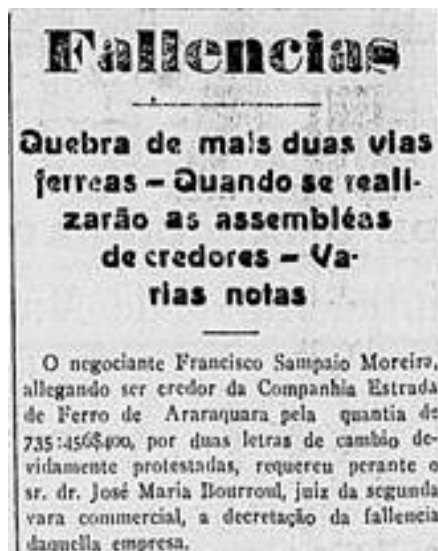 Fallencias
Quebra de mais duas vias
ferreas – Quando se reali-
zarão as assembléas
de credores – Va-
rias notas
O negociante Francisco Sampaio Moreira,
allegando ser credor da Companhia Estrada
de Ferro de Araraquara pela quantia de
735:456$400, por duas letras de cambio de-
vidamente protestadas, requereu perante o
sr. dr. José Maria Bourroul, juiz da segunda
vara commercial, a decretação da fallencia
daquella empresa.